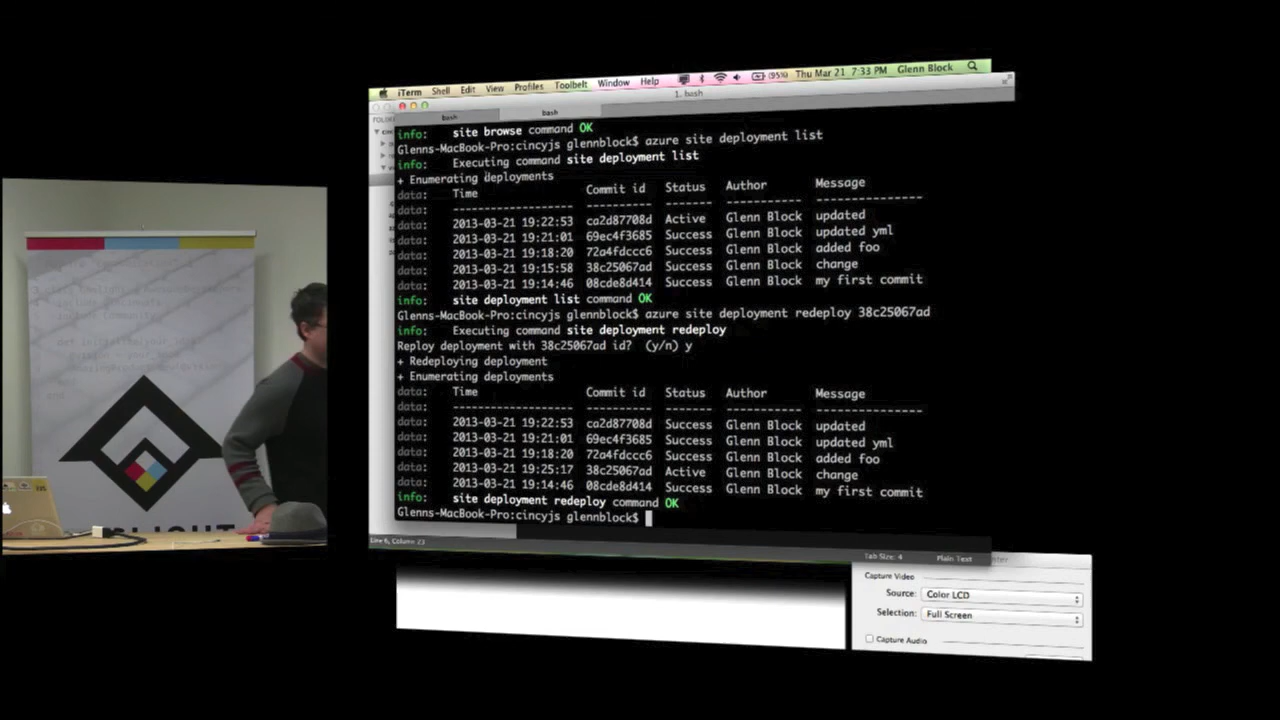 iTerm Shell Edit View Profiles Toolbelt Window Help (95%) Thu Mar 21 7:33 PM Glenn Block
1. bash
bash bash
info: site browse command OK
Glenns-MacBook-Pro:cincyjs glennblock$ azure site deployment list
info: Executing command site deployment list
+ Enumerating deployments
data: Time Commit id Status Author Message
data: -------------------- ---------- ------- ----------- ---------------
data: 2013-03-21 19:22:53 ca2d87708d Active Glenn Block updated
data: 2013-03-21 19:21:01 69ec4f3685 Success Glenn Block updated yml
data: 2013-03-21 19:18:20 72a4fdccc6 Success Glenn Block added foo
data: 2013-03-21 19:15:58 38c25067ad Success Glenn Block change
data: 2013-03-21 19:14:46 08cde8d414 Success Glenn Block my first commit
info: site deployment list command OK
Glenns-MacBook-Pro:cincyjs glennblock$ azure site deployment redeploy 38c25067ad
info: Executing command site deployment redeploy
Reploy deployment with 38c25067ad id? (y/n) y
+ Redeploying deployment
+ Enumerating deployments
data: Time Commit id Status Author Message
data: -------------------- ---------- ------- ----------- ---------------
data: 2013-03-21 19:22:53 ca2d87708d Success Glenn Block updated
data: 2013-03-21 19:21:01 69ec4f3685 Success Glenn Block updated yml
data: 2013-03-21 19:18:20 72a4fdccc6 Success Glenn Block added foo
data: 2013-03-21 19:25:17 38c25067ad Active Glenn Block change
data: 2013-03-21 19:14:46 08cde8d414 Success Glenn Block my first commit
info: site deployment redeploy command OK
Glenns-MacBook-Pro:cincyjs glennblock$
Line 6, Column 23 Tab Size: 4 Plain Text
Capture Video
Source: Color LCD
Selection: Full Screen
Capture Audio